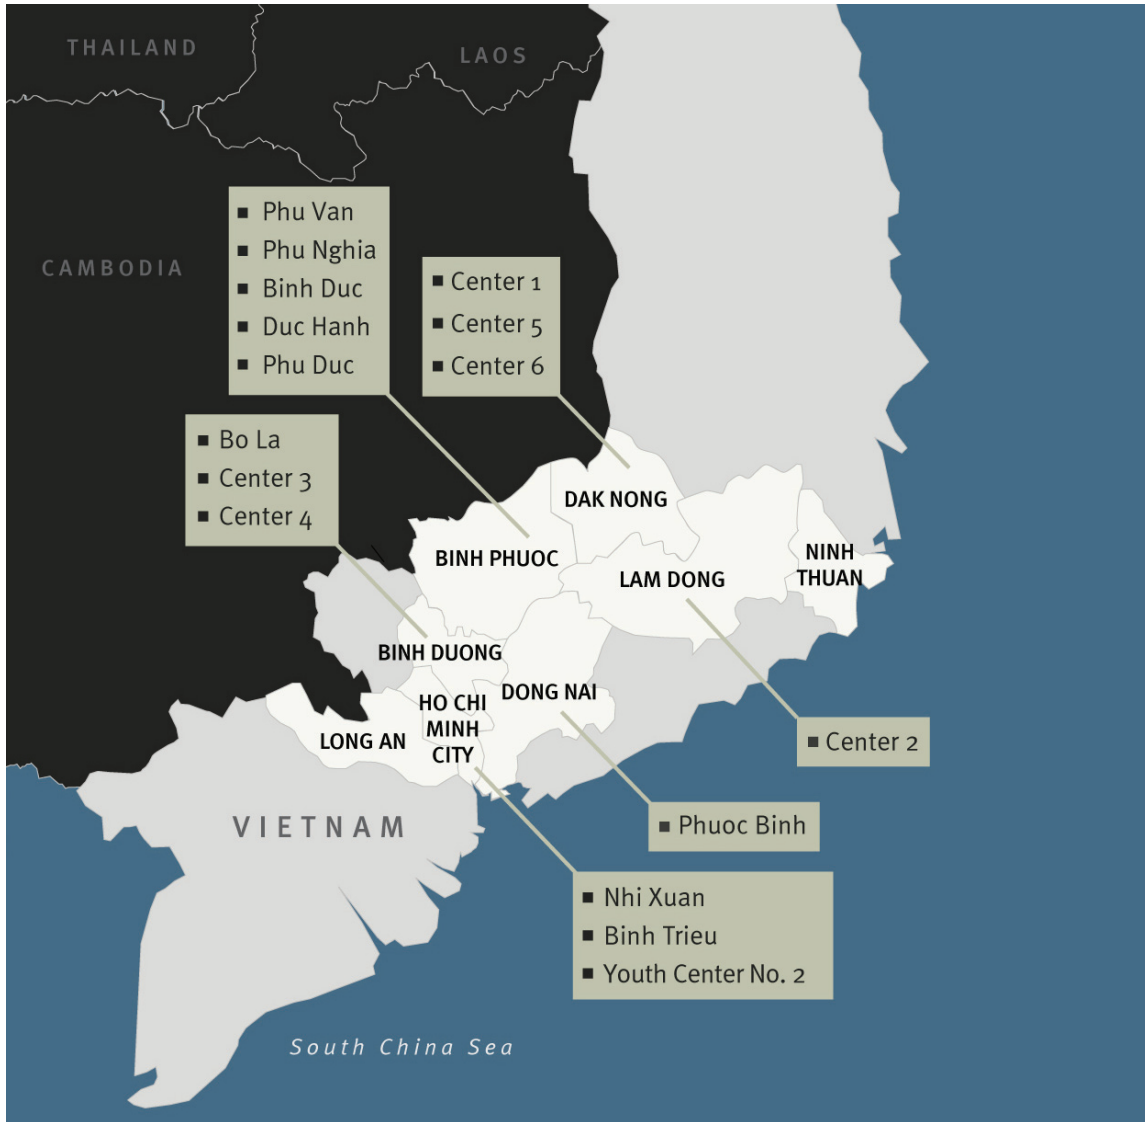 THAILAND
LAOS
CAMBODIA
Phu Van
Phu Nghia
Binh Duc
Duc Hanh
Phu Duc
Center 1
Center 5
Center 6
Bo La
Center 3
Center 4
DAK NONG
BINH PHUOC
LAM DONG
NINH
THUAN
BINH DUONG
DONG NAI
HO CHI
MINH
CITY
LONG AN
Center 2
VIETNAM
Phuoc Binh
Nhi Xuan
Binh Trieu
Youth Center No. 2
South China Sea